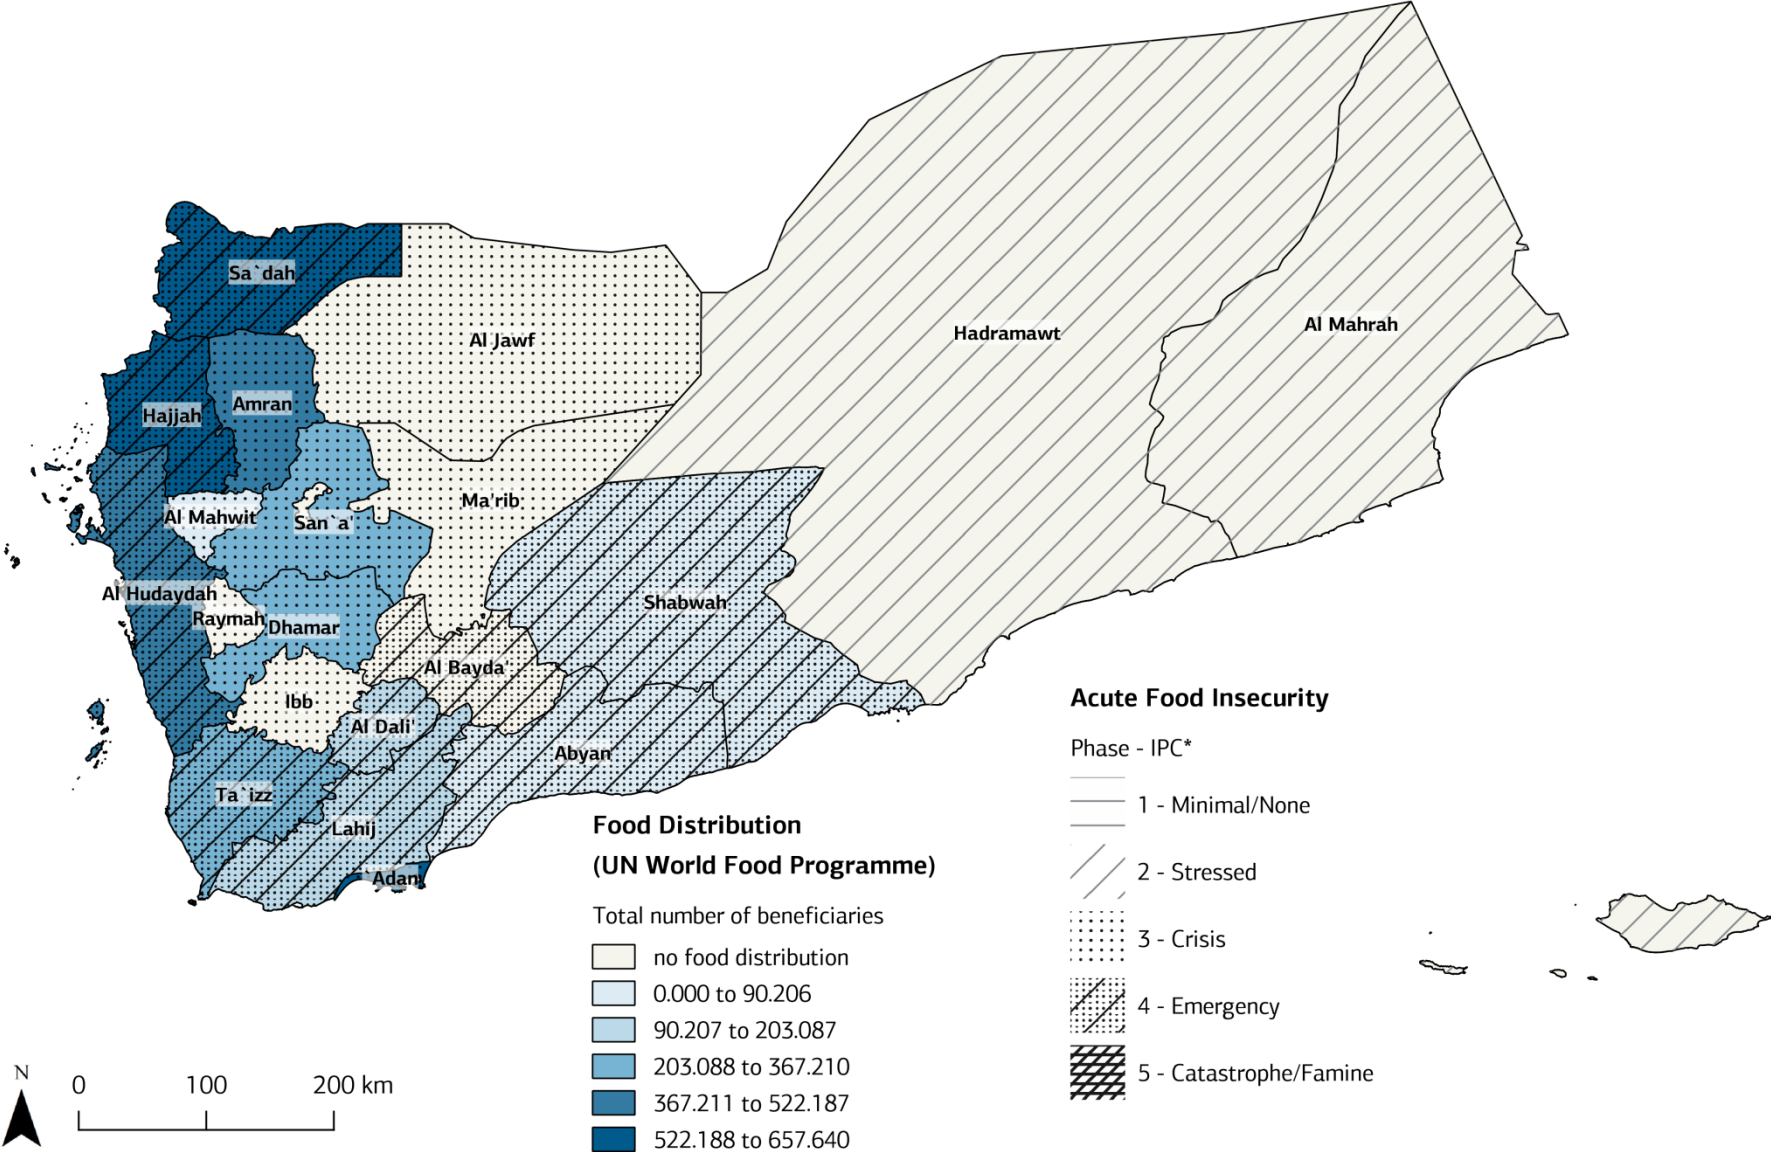 Sa`dah
Al Jawf
Hadramawt
Al Mahrah
Amran
Hajjah
Ma'rib
Al Mahwit
San`a'
Al Hudaydah
Raymah
Dhamar
Shabwah
Al Bayda'
Ibb
Al Dali'
Abyan
Ta`izz
Lahij
`Adan
Food Distribution
(UN World Food Programme)
Total number of beneficiaries
no food distribution
0.000 to 90.206
90.207 to 203.087
203.088 to 367.210
367.211 to 522.187
522.188 to 657.640
Acute Food Insecurity
Phase - IPC*
1 - Minimal/None
2 - Stressed
3 - Crisis
4 - Emergency
5 - Catastrophe/Famine
N
0 100 200 km